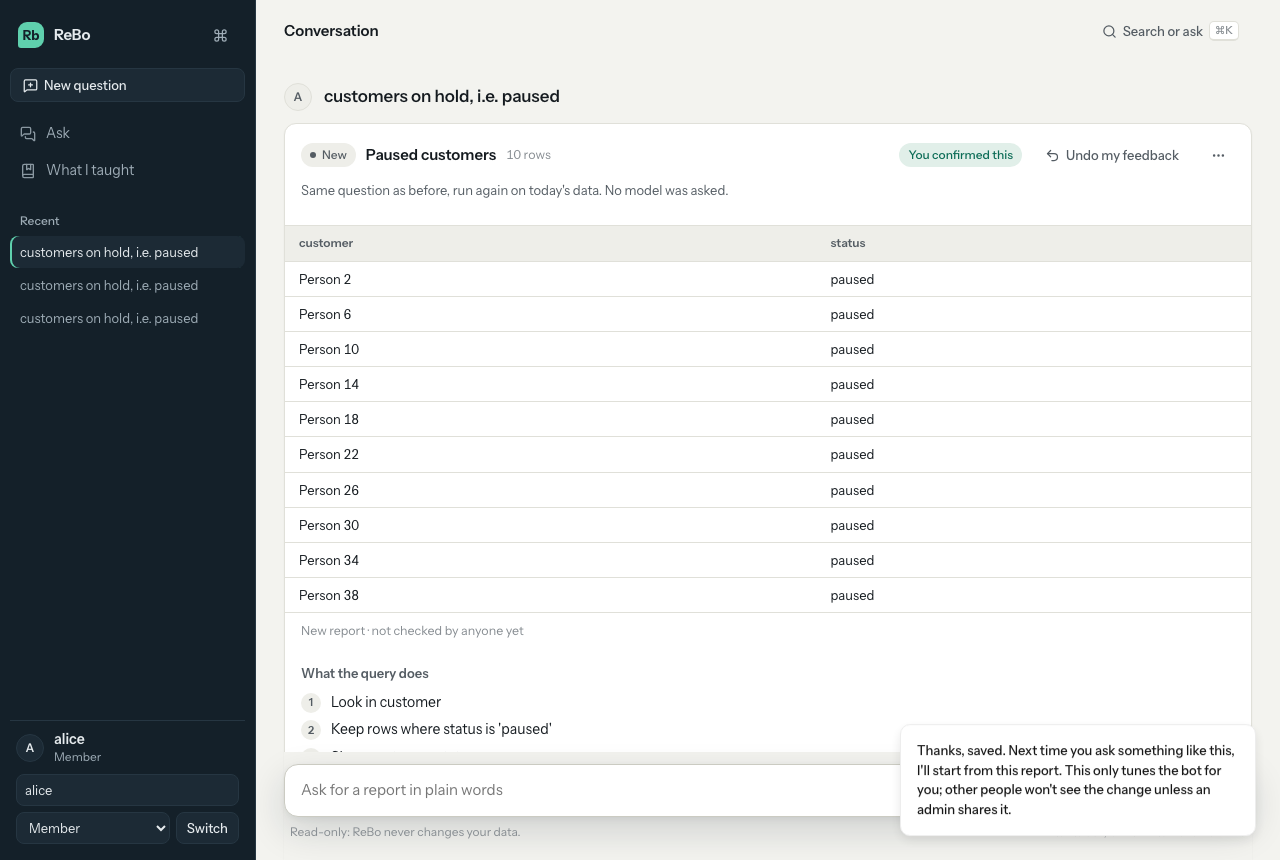 Rb ReBo ⌘
New question
Ask
What I taught
Recent
customers on hold, i.e. paused
customers on hold, i.e. paused
customers on hold, i.e. paused
A alice
Member
alice
Member Switch
Conversation
Search or ask ⌘K
A customers on hold, i.e. paused
New Paused customers 10 rows You confirmed this Undo my feedback
Same question as before, run again on today's data. No model was asked.
customer status
Person 2 paused
Person 6 paused
Person 10 paused
Person 14 paused
Person 18 paused
Person 22 paused
Person 26 paused
Person 30 paused
Person 34 paused
Person 38 paused
New report · not checked by anyone yet
What the query does
1 Look in customer
2 Keep rows where status is 'paused'
Ask for a report in plain words
Read-only: ReBo never changes your data.
Thanks, saved. Next time you ask something like this,
I'll start from this report. This only tunes the bot for
you; other people won't see the change unless an
admin shares it.